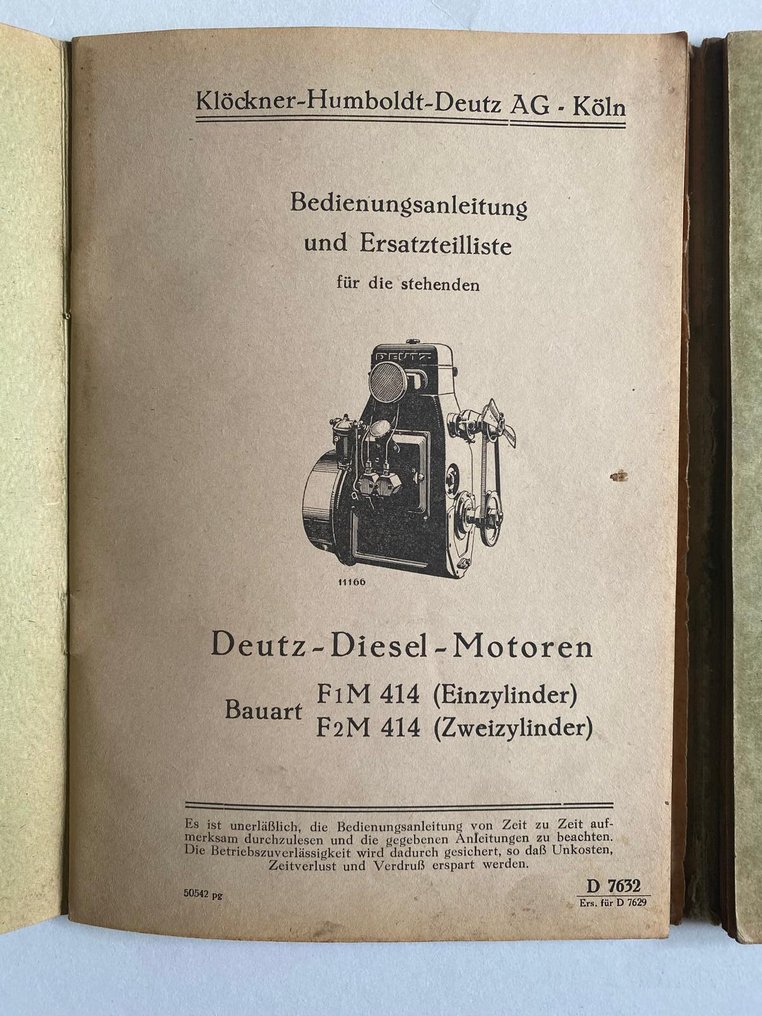 Klöckner-Humboldt-Deutz AG - Köln
Bedienungsanleitung
und Ersatzteilliste
für die stehenden
DEUTZ
11166
Deutz-Diesel-Motoren
Bauart
F1M 414 (Einzylinder)
F2M 414 (Zweizylinder)
Es ist unerläßlich, die Bedienungsanleitung von Zeit zu Zeit auf-
merksam durchzulesen und die gegebenen Anleitungen zu beachten.
Die Betriebszuverlässigkeit wird dadurch gesichert, so daß Unkosten,
Zeitverlust und Verdruß erspart werden.
50542 pg
D 7632
Ers. für D 7629